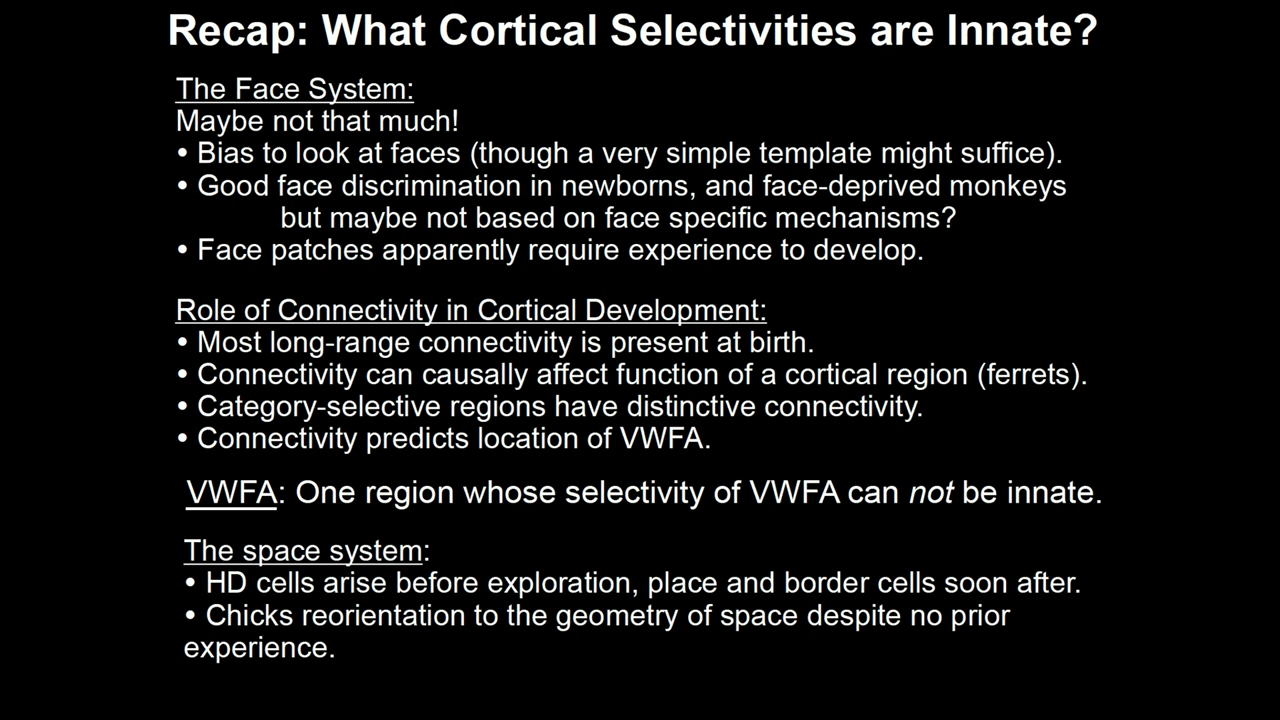 Recap: What Cortical Selectivities are Innate?
The Face System:
Maybe not that much!
• Bias to look at faces (though a very simple template might suffice).
• Good face discrimination in newborns, and face-deprived monkeys
but maybe not based on face specific mechanisms?
• Face patches apparently require experience to develop.
Role of Connectivity in Cortical Development:
• Most long-range connectivity is present at birth.
• Connectivity can causally affect function of a cortical region (ferrets).
• Category-selective regions have distinctive connectivity.
• Connectivity predicts location of VWFA.
VWFA: One region whose selectivity of VWFA can not be innate.
The space system:
• HD cells arise before exploration, place and border cells soon after.
• Chicks reorientation to the geometry of space despite no prior
experience.